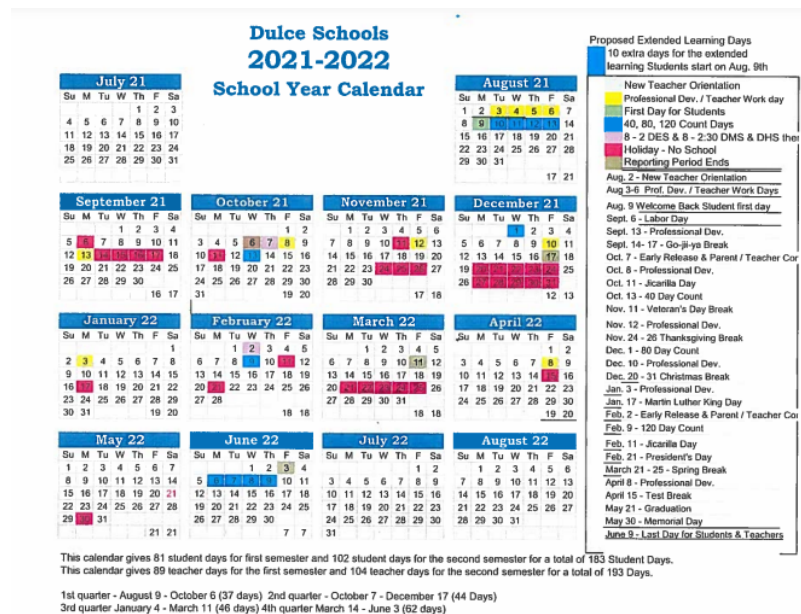 Dulce Schools
2021-2022
School Year Calendar
Proposed Extended Learning Days
10 extra days for the extended
learning Students start on Aug. 9th
New Teacher Orientation
Professional Dev. / Teacher Work day
First Day for Students
40, 80, 120 Count Days
8 - 2 DES & 8 - 2:30 DMS & DHS ther
Holiday - No School
Reporting Period Ends
Aug. 2 - New Teacher Orientation
Aug 3-6 Prof. Dev. / Teacher Work Days
Aug. 9 Welcome Back Student first day
Sept. 6 - Labor Day
Sept. 13 - Professional Dev.
Sept. 14- 17 - Go-jii-ya Break
Oct. 7 - Early Release & Parent / Teacher Cor
Oct. 8 - Professional Dev.
Oct. 11 - Jicarilla Day
Oct. 13 - 40 Day Count
Nov. 11 - Veteran's Day Break
Nov. 12 - Professional Dev.
Nov. 24 - 26 Thanksgiving Break
Dec. 1 - 80 Day Count
Dec. 10 - Professional Dev.
Dec. 20 - 31 Christmas Break
Jan. 3 - Professional Dev.
Jan. 17 - Martin Luther King Day
Feb. 2 - Early Release & Parent / Teacher Cor
Feb. 9 - 120 Day Count
Feb. 11 - Jicarilla Day
Feb. 21 - President's Day
March 21 - 25 - Spring Break
April 8 - Professional Dev.
April 15 - Test Break
May 21 - Graduation
May 30 - Memorial Day
June 9 - Last Day for Students & Teachers
July 21
Su M Tu W Th F Sa
1 2 3
4 5 6 7 8 9 10
11 12 13 14 15 16 17
18 19 20 21 22 23 24
25 26 27 28 29 30 31
August 21
Su M Tu W Th F Sa
1 2 3 4 5 6 7
8 9 10 11 12 13 14
15 16 17 18 19 20 21
22 23 24 25 26 27 28
29 30 31
17 21
September 21
Su M Tu W Th F Sa
1 2 3 4
5 6 7 8 9 10 11
12 13 14 15 16 17 18
19 20 21 22 23 24 25
26 27 28 29 30
16 17
October 21
Su M Tu W Th F Sa
1 2
3 4 5 6 7 8 9
10 11 12 13 14 15 16
17 18 19 20 21 22 23
24 25 26 27 28 29 30
31 19 20
November 21
Su M Tu W Th F Sa
1 2 3 4 5 6
7 8 9 10 11 12 13
14 15 16 17 18 19 20
21 22 23 24 25 26 27
28 29 30
17 18
December 21
Su M Tu W Th F Sa
1 2 3 4
5 6 7 8 9 10 11
12 13 14 15 16 17 18
19 20 21 22 23 24 25
26 27 28 29 30 31
12 13
January 22
Su M Tu W Th F Sa
1
2 3 4 5 6 7 8
9 10 11 12 13 14 15
16 17 18 19 20 21 22
23 24 25 26 27 28 29
30 31 19 20
February 22
Su M Tu W Th F Sa
1 2 3 4 5
6 7 8 9 10 11 12
13 14 15 16 17 18 19
20 21 22 23 24 25 26
27 28
18 18
March 22
Su M Tu W Th F Sa
1 2 3 4 5
6 7 8 9 10 11 12
13 14 15 16 17 18 19
20 21 22 23 24 25 26
27 28 29 30 31
18 18
April 22
Su M Tu W Th F Sa
1 2
3 4 5 6 7 8 9
10 11 12 13 14 15 16
17 18 19 20 21 22 23
24 25 26 27 28 29 30
19 20
May 22
Su M Tu W Th F Sa
1 2 3 4 5 6 7
8 9 10 11 12 13 14
15 16 17 18 19 20 21
22 23 24 25 26 27 28
29 30 31
21 21
June 22
Su M Tu W Th F Sa
1 2 3 4
5 6 7 8 9 10 11
12 13 14 15 16 17 18
19 20 21 22 23 24 25
26 27 28 29 30
7 7
July 22
Su M Tu W Th F Sa
1 2
3 4 5 6 7 8 9
10 11 12 13 14 15 16
17 18 19 20 21 22 23
24 25 26 27 28 29 30
31
August 22
Su M Tu W Th F Sa
1 2 3 4 5 6
7 8 9 10 11 12 13
14 15 16 17 18 19 20
21 22 23 24 25 26 27
28 29 30 31
This calendar gives 81 student days for first semester and 102 student days for the second semester for a total of 183 Student Days.
This calendar gives 89 teacher days for the first semester and 104 teacher days for the second semester for a total of 193 Days.
1st quarter - August 9 - October 6 (37 days) 2nd quarter - October 7 - December 17 (44 Days)
3rd quarter January 4 - March 11 (46 days) 4th quarter March 14 - June 3 (62 days)